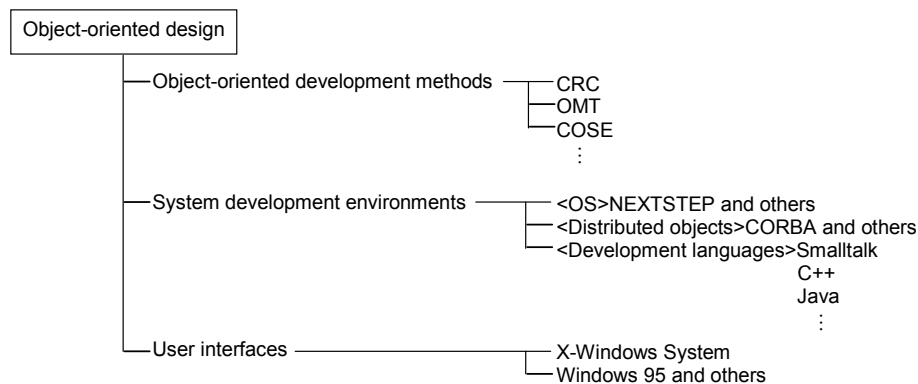 Object-oriented design
Object-oriented development methods
CRC
OMT
COSE
⋮
System development environments
<OS>NEXTSTEP and others
<Distributed objects>CORBA and others
<Development languages>Smalltalk
C++
Java
⋮
User interfaces
X-Windows System
Windows 95 and others